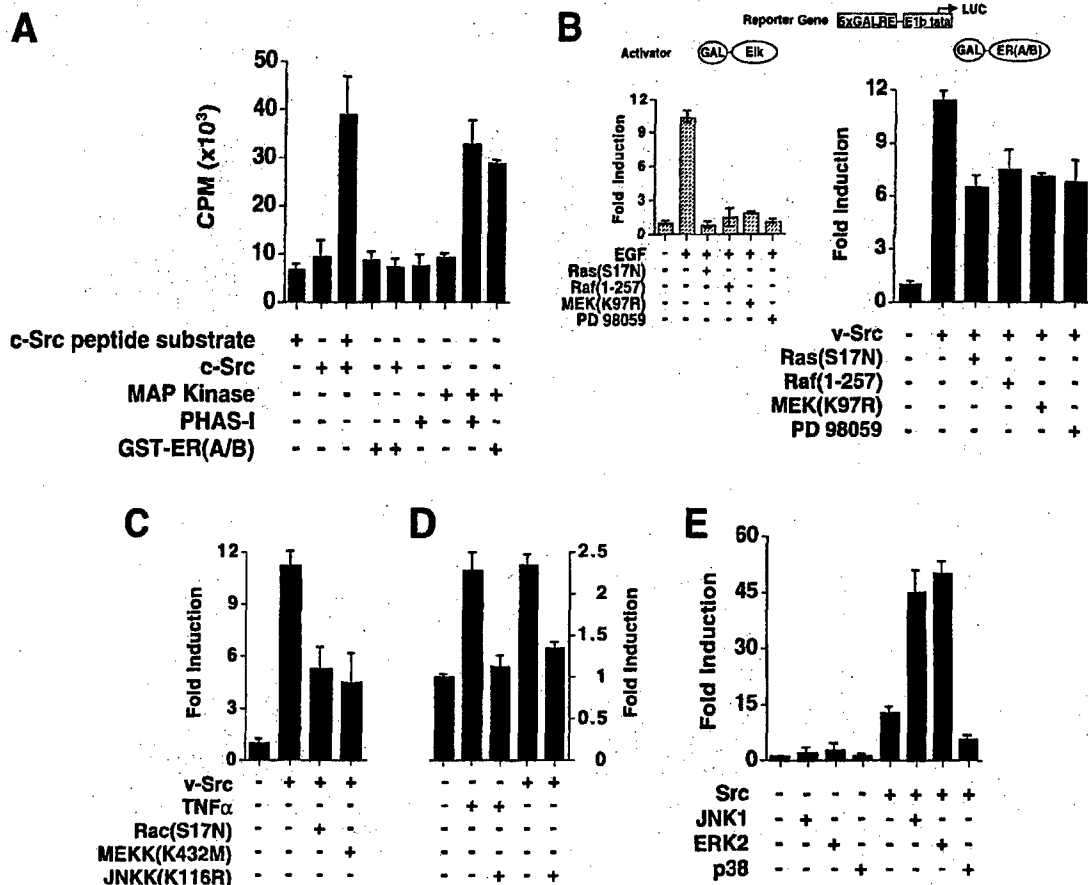 A
CPM (x10³)
50
40
30
20
10
0
c-Src peptide substrate + - + - - - - - -
c-Src - + + - + - - - -
MAP Kinase - - - - - - + + +
PHAS-I - - - - - + - + -
GST-ER(A/B) - - - + + - - - +
B
Reporter Gene 5xGALRE E1b tata LUC
Activator GAL Elk
GAL ER(A/B)
Fold Induction
12
9
6
3
0
EGF - + + + + +
Ras(S17N) - - + - - -
Raf(1-257) - - - + - -
MEK(K97R) - - - - + -
PD 98059 - - - - - +
Fold Induction
12
9
6
3
0
v-Src - + + + + +
Ras(S17N) - - + - - -
Raf(1-257) - - - + - -
MEK(K97R) - - - - + -
PD 98059 - - - - - +
C
Fold Induction
12
9
6
3
0
D
2.5
2
1.5
1
0.5
0
Fold Induction
v-Src - + + + - - - + +
TNFα - - - - - + + - -
Rac(S17N) - - + - - - - - -
MEKK(K432M) - - - + - - - - -
JNKK(K116R) - - - - - - + - +
E
Fold Induction
60
45
30
15
0
Src - - - - + + + +
JNK1 - + - - - + - -
ERK2 - - + - - - + -
p38 - - - + - - - +